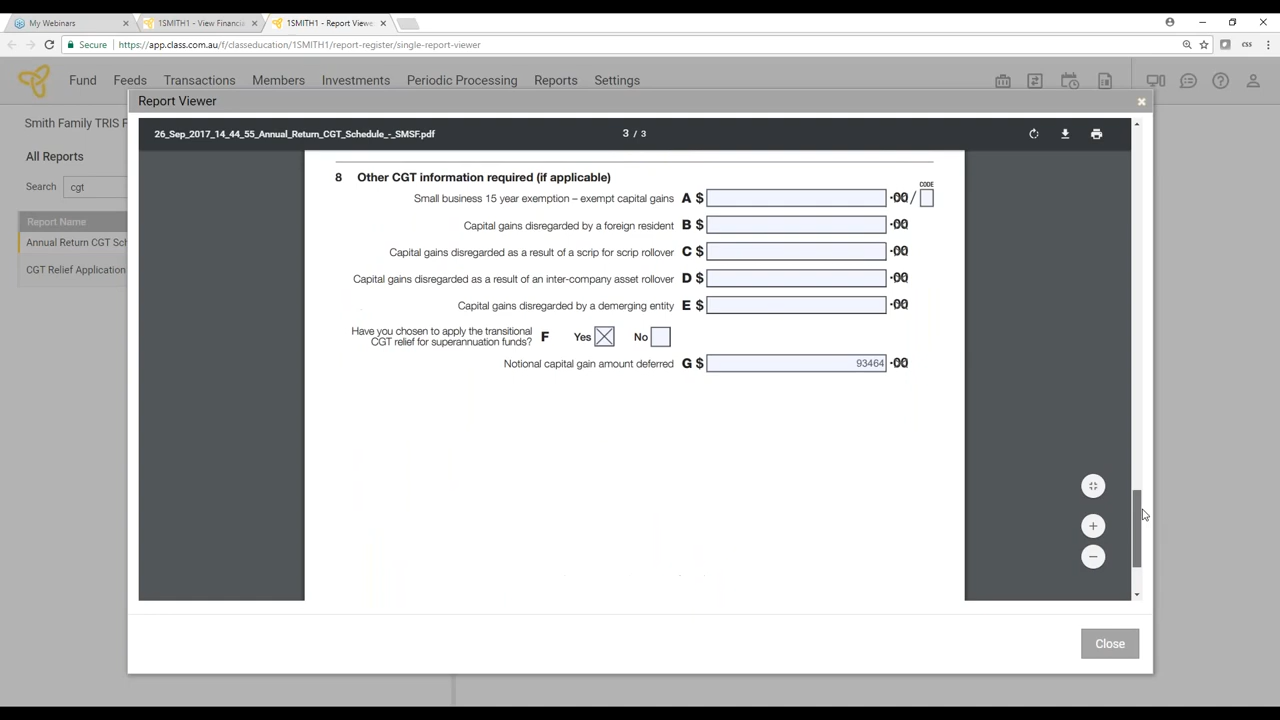 My Webinars
1SMITH1 - View Financi
1SMITH1 - Report View
Secure
https://app.class.com.au/f/classeducation/1SMITH1/report-register/single-report-viewer
css
Fund Feeds Transactions Members Investments Periodic Processing Reports Settings
Report Viewer
Smith Family TRIS
26_Sep_2017_14_44_55_Annual_Return_CGT_Schedule_-_SMSF.pdf
3 / 3
All Reports
Search cgt
Report Name
Annual Return CGT Sch
CGT Relief Application
8 Other CGT information required (if applicable)
CODE
Small business 15 year exemption – exempt capital gains A $ .00 /
Capital gains disregarded by a foreign resident B $ .00
Capital gains disregarded as a result of a scrip for scrip rollover C $ .00
Capital gains disregarded as a result of an inter-company asset rollover D $ .00
Capital gains disregarded by a demerging entity E $ .00
Have you chosen to apply the transitional
CGT relief for superannuation funds? F Yes No
Notional capital gain amount deferred G $ 93464 .00
Close